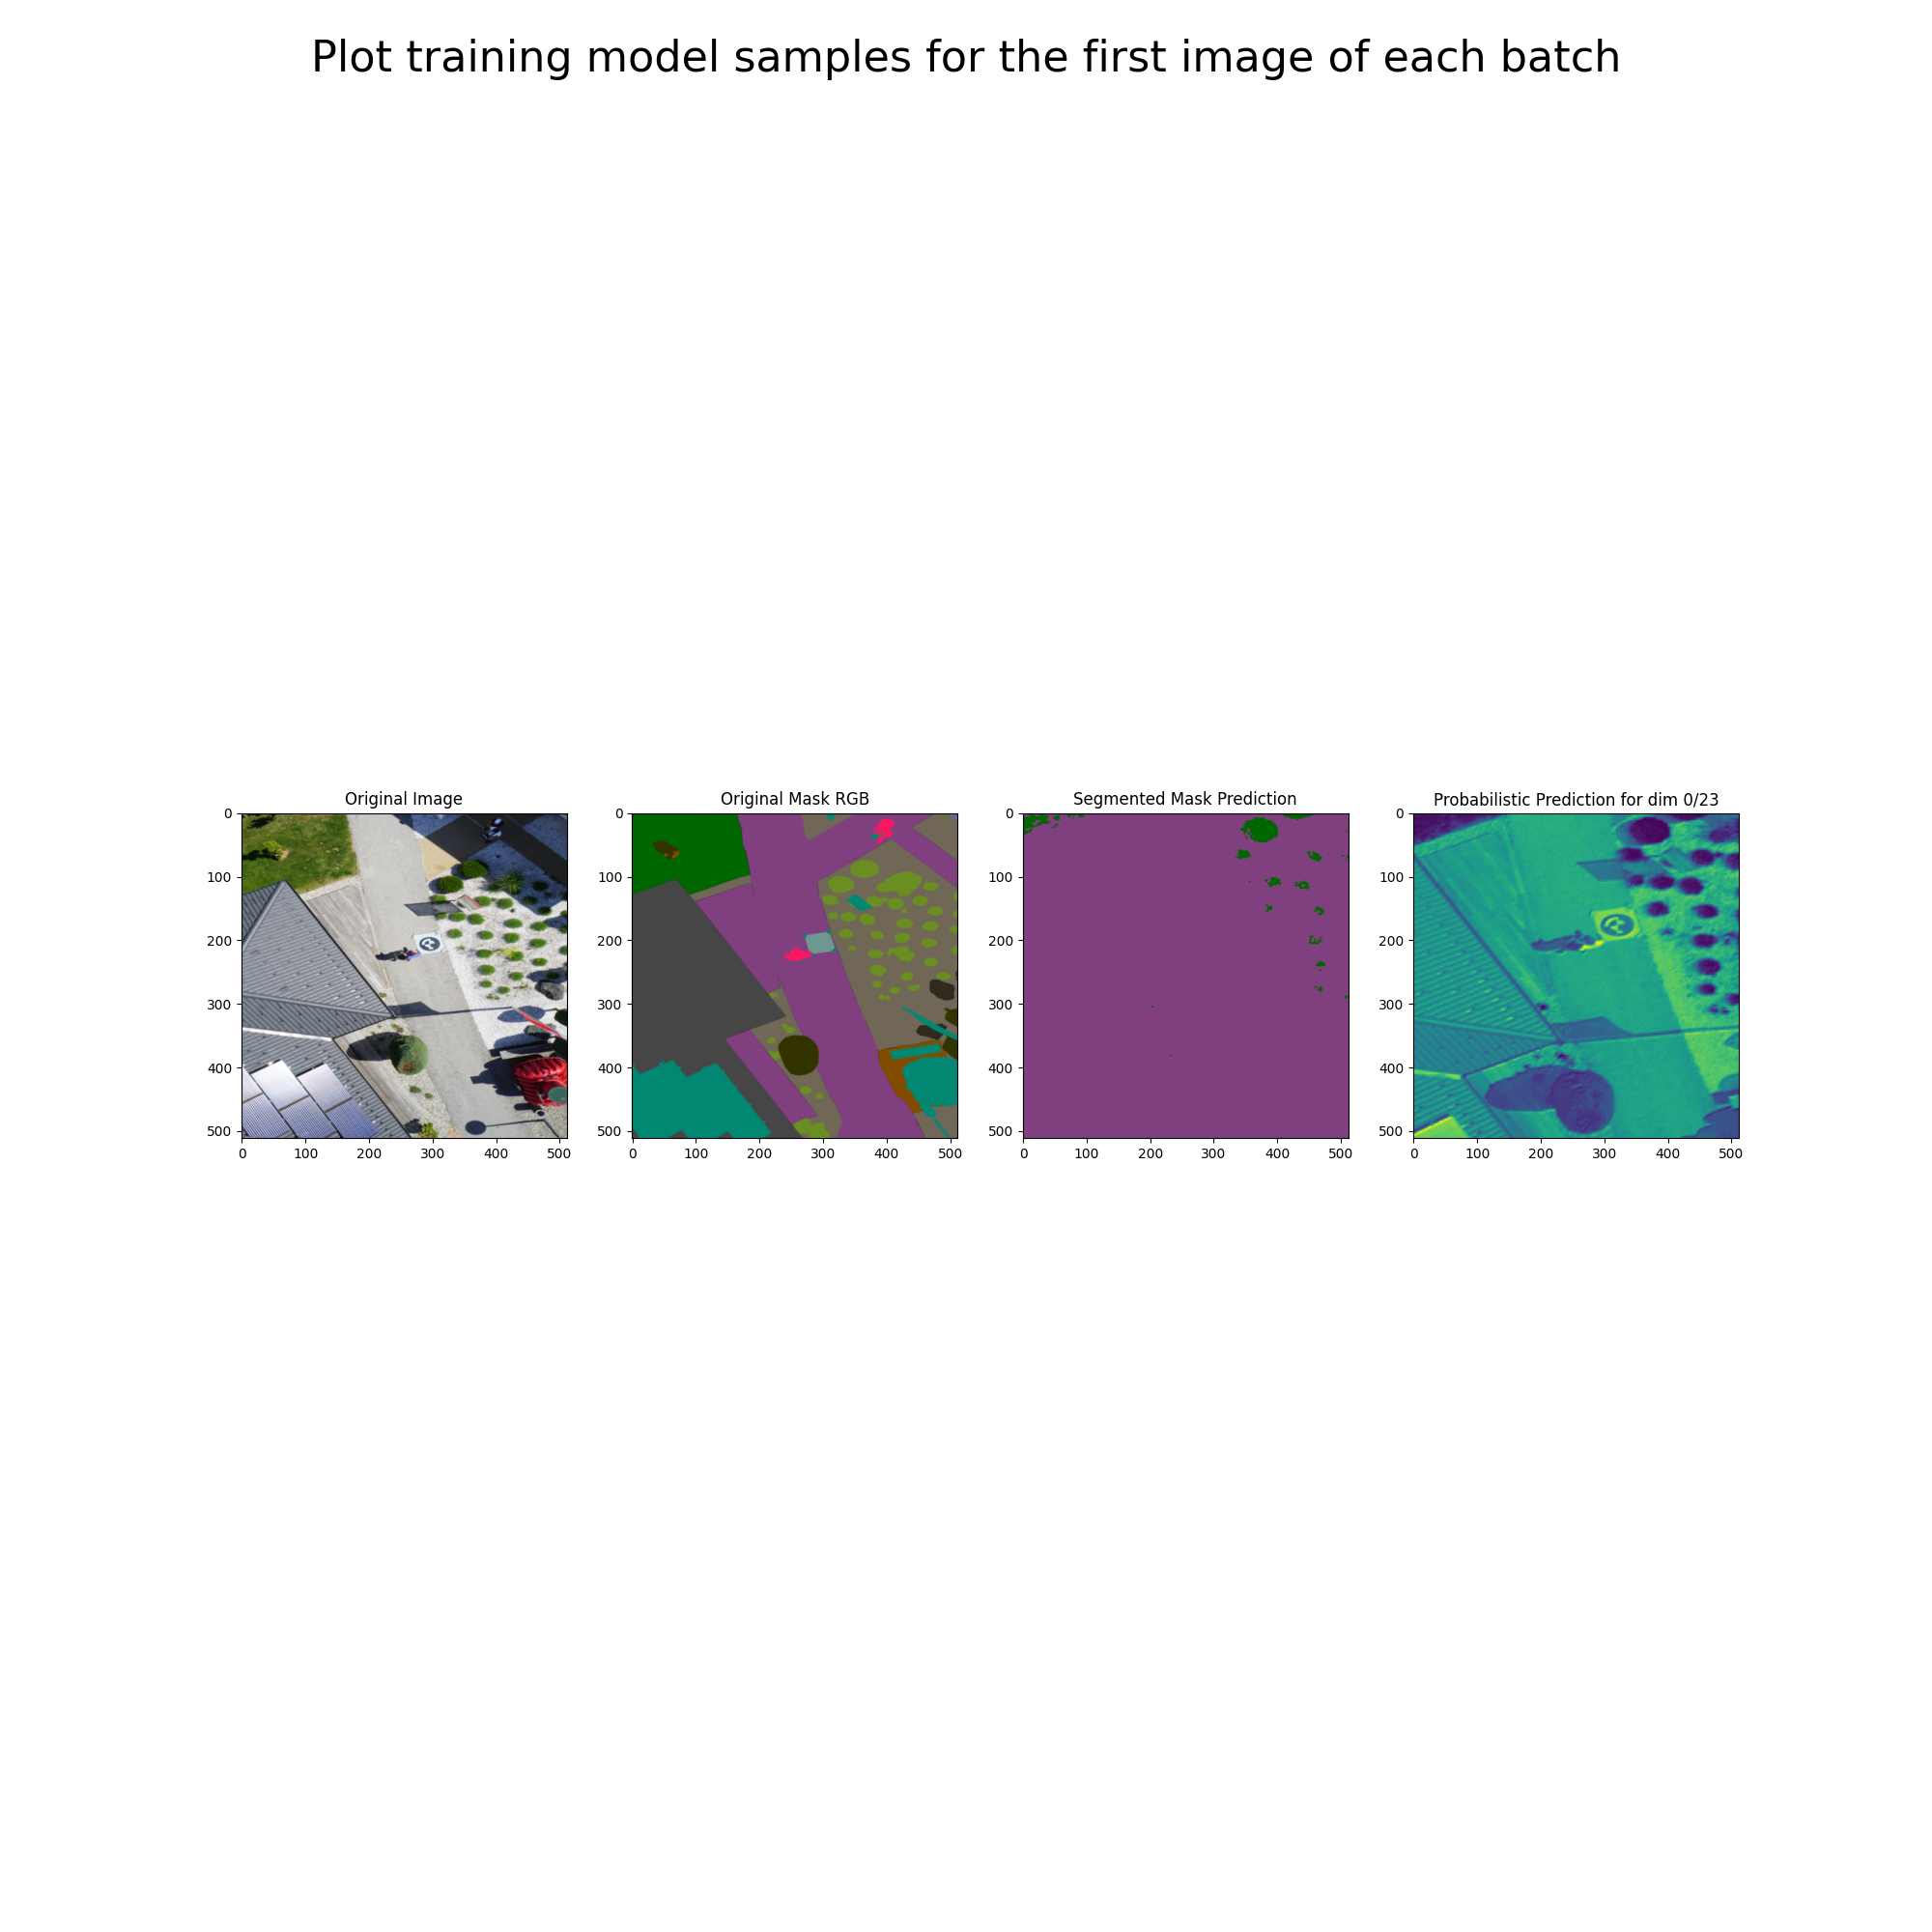 Plot training model samples for the first image of each batch
Original Image
Original Mask RGB
Segmented Mask Prediction
Probabilistic Prediction for dim 0/23
0
100
200
300
400
500
0 100 200 300 400 500
0
100
200
300
400
500
0 100 200 300 400 500
0
100
200
300
400
500
0 100 200 300 400 500
0
100
200
300
400
500
0 100 200 300 400 500